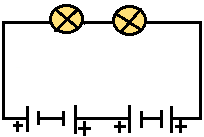 + + + +